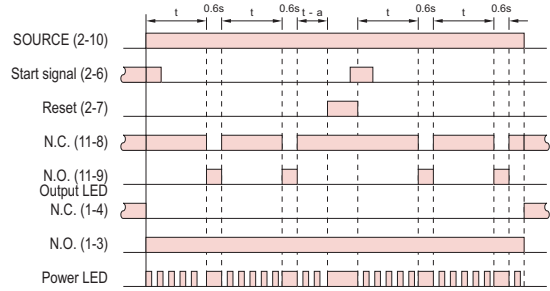 t 0.6s t 0.6s t - a t 0.6s t 0.6s
SOURCE (2-10)
Start signal (2-6)
Reset (2-7)
N.C. (11-8)
N.O. (11-9)
Output LED
N.C. (1-4)
N.O. (1-3)
Power LED